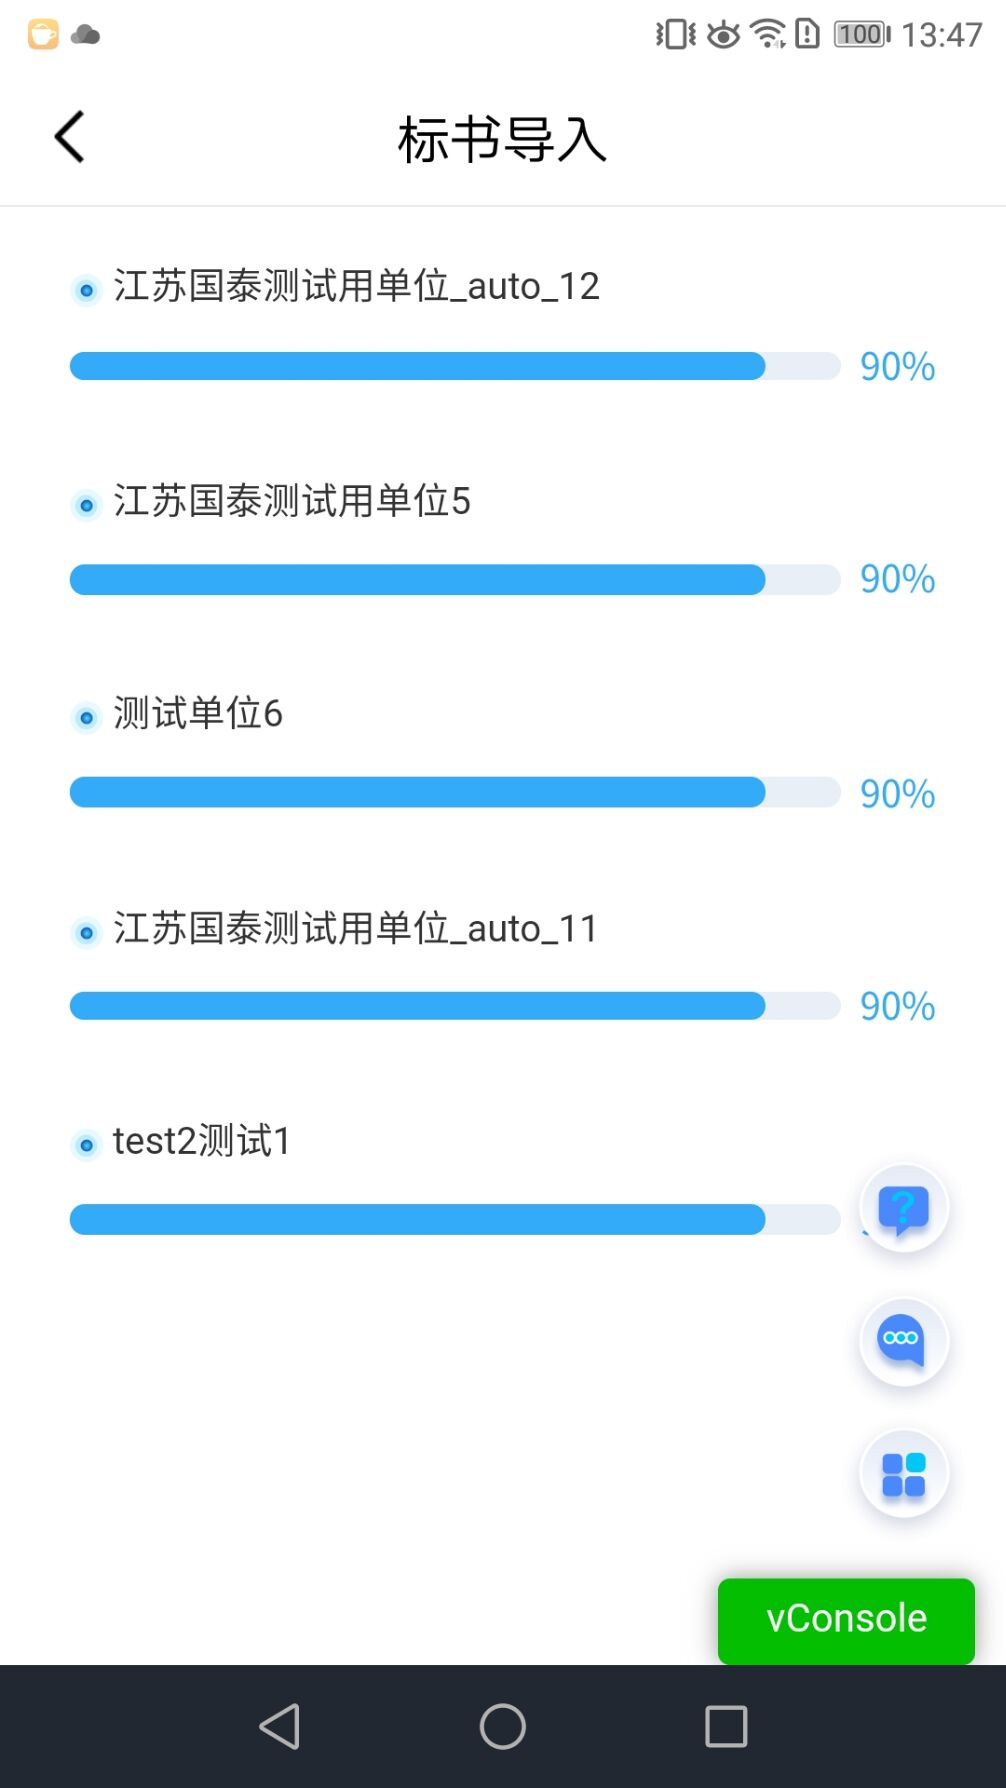 100 13:47
标书导入
江苏国泰测试用单位_auto_12
90%
江苏国泰测试用单位5
90%
测试单位6
90%
江苏国泰测试用单位_auto_11
90%
test2测试1
?
vConsole